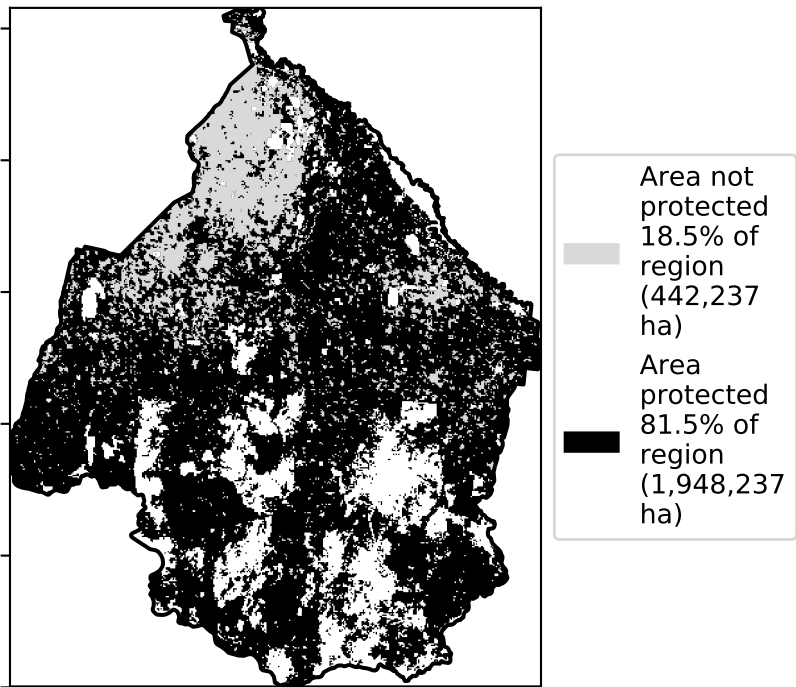 Area not
protected
18.5% of
region
(442,237
ha)
Area
protected
81.5% of
region
(1,948,237
ha)